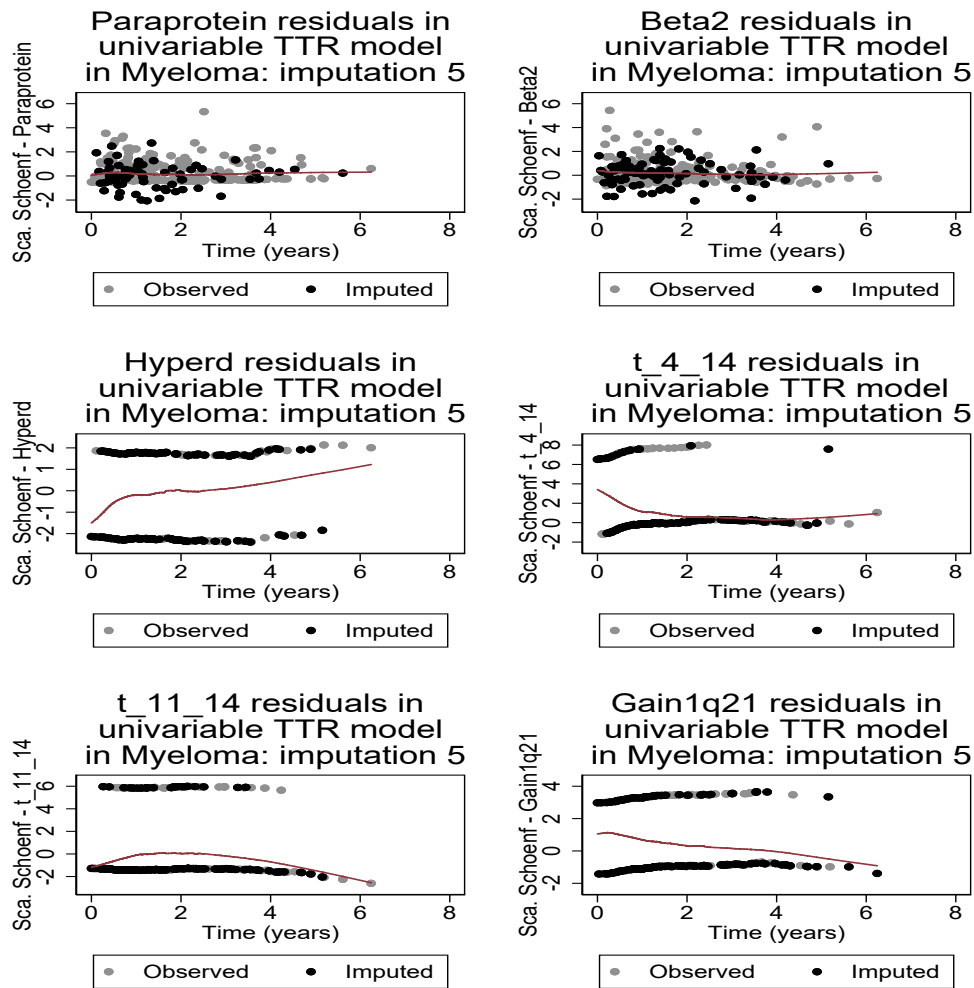 Paraprotein residuals in
univariable TTR model
in Myeloma: imputation 5
Sca. Schoenf - Paraprotein
6
4
2
0
-2
0 2 4 6 8
Time (years)
Observed Imputed
Beta2 residuals in
univariable TTR model
in Myeloma: imputation 5
Sca. Schoenf - Beta2
6
4
2
0
-2
0 2 4 6 8
Time (years)
Observed Imputed
Hyperd residuals in
univariable TTR model
in Myeloma: imputation 5
Sca. Schoenf - Hyperd
2
1
0
-1
-2
0 2 4 6 8
Time (years)
Observed Imputed
t_4_14 residuals in
univariable TTR model
in Myeloma: imputation 5
Sca. Schoenf - t_4_14
8
6
4
2
0
-2
0 2 4 6 8
Time (years)
Observed Imputed
t_11_14 residuals in
univariable TTR model
in Myeloma: imputation 5
Sca. Schoenf - t_11_14
6
4
2
0
-2
0 2 4 6 8
Time (years)
Observed Imputed
Gain1q21 residuals in
univariable TTR model
in Myeloma: imputation 5
Sca. Schoenf - Gain1q21
4
2
0
-2
0 2 4 6 8
Time (years)
Observed Imputed